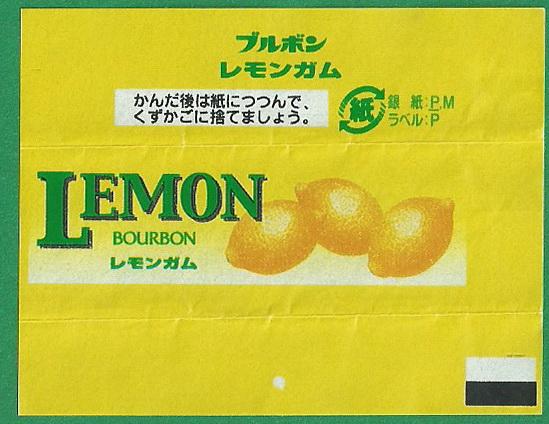 ブルボン
レモンガム
かんだ後は紙につつんで、
くずかごに捨てましょう。
紙
銀 紙:P,M
ラベル:P
LEMON
BOURBON
レモンガム